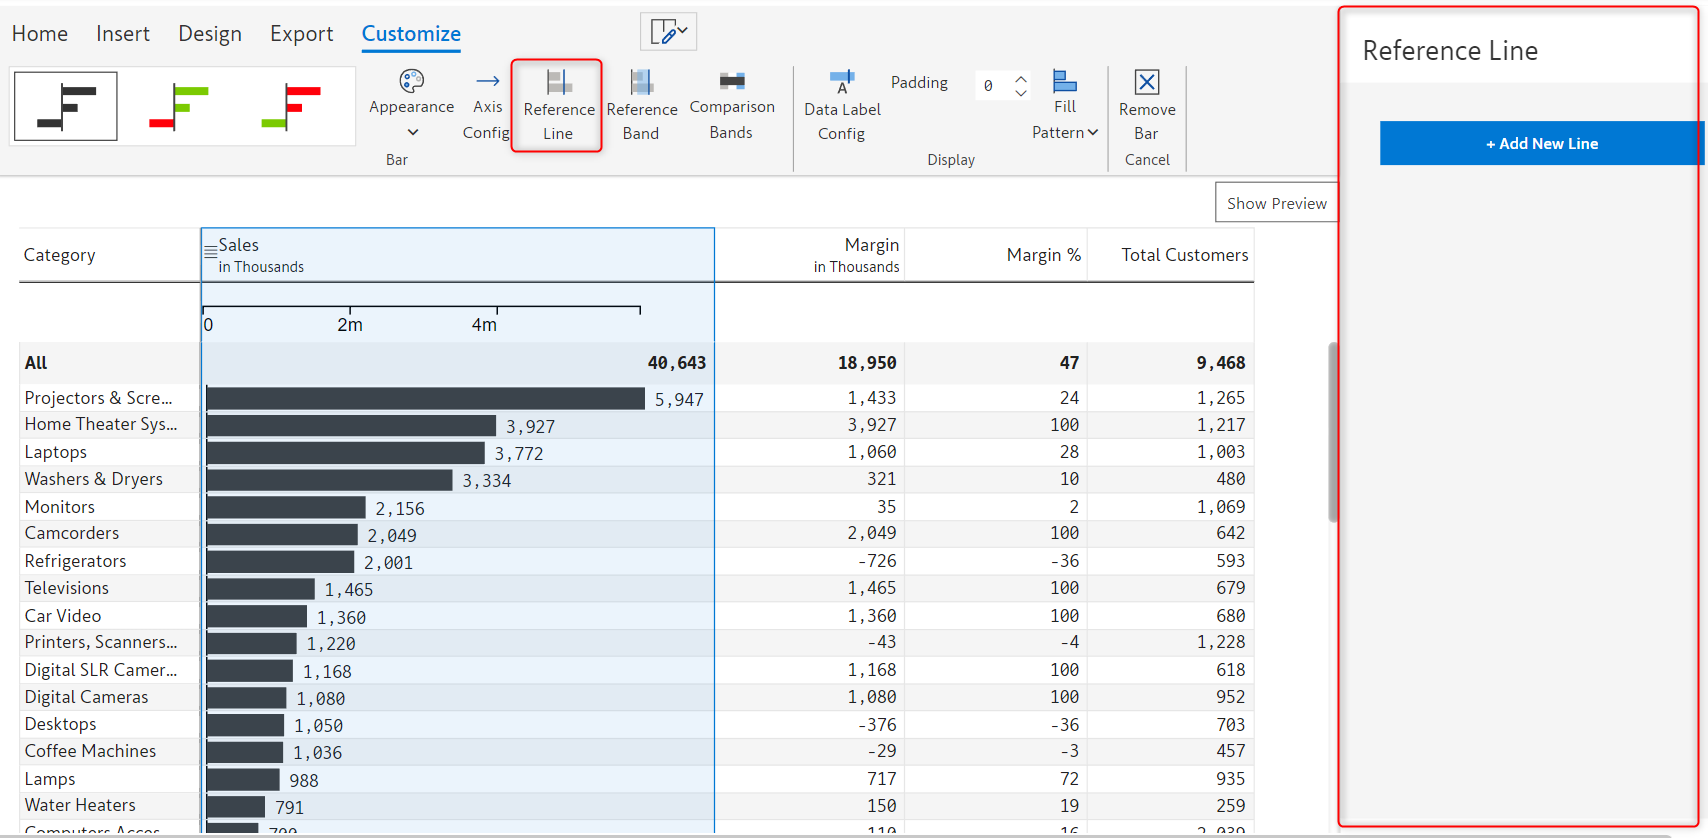 Home Insert Design Export Customize
Reference Line
Appearance
Axis Config
Reference Line
Reference Band
Comparison Bands
Bar
Data Label Config
Padding 0
Fill Pattern
Display
Remove Bar
Cancel
+ Add New Line
Show Preview
Category Sales in Thousands Margin in Thousands Margin % Total Customers
0 2m 4m
All 40,643 18,950 47 9,468
Projectors & Scre... 5,947 1,433 24 1,265
Home Theater Sys... 3,927 3,927 100 1,217
Laptops 3,772 1,060 28 1,003
Washers & Dryers 3,334 321 10 480
Monitors 2,156 35 2 1,069
Camcorders 2,049 2,049 100 642
Refrigerators 2,001 -726 -36 593
Televisions 1,465 1,465 100 679
Car Video 1,360 1,360 100 680
Printers, Scanners... 1,220 -43 -4 1,228
Digital SLR Camer... 1,168 1,168 100 618
Digital Cameras 1,080 1,080 100 952
Desktops 1,050 -376 -36 703
Coffee Machines 1,036 -29 -3 457
Lamps 988 717 72 935
Water Heaters 791 150 19 259
Computers Acces